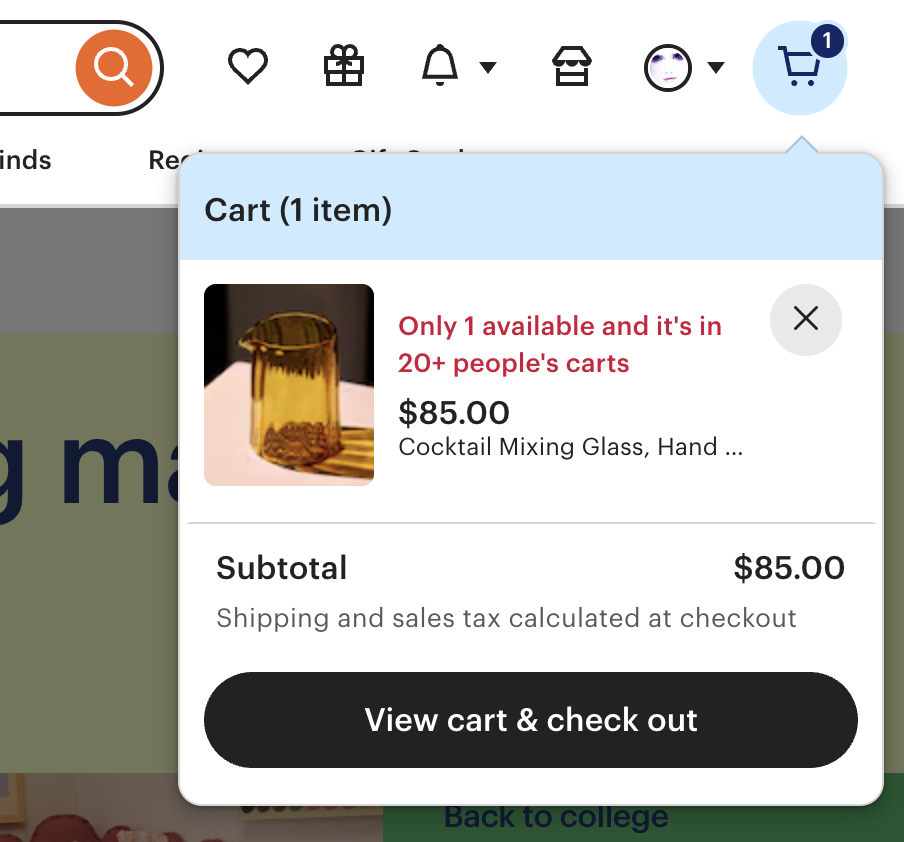 1
inds
Cart (1 item)
Only 1 available and it's in
20+ people's carts
$85.00
Cocktail Mixing Glass, Hand ...
g ma
Subtotal $85.00
Shipping and sales tax calculated at checkout
View cart & check out
Back to college